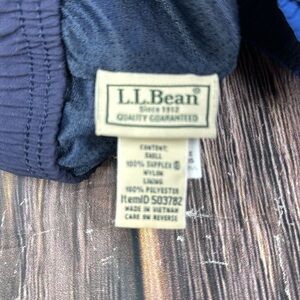 L.L.Bean®
Since 1912
QUALITY GUARANTEED
CONTENT:
SHELL
100% SUPPLEX ®
NYLON
LINING
100% POLYESTER
ItemID 503782
MADE IN VIETNAM
CARE ON REVERSE